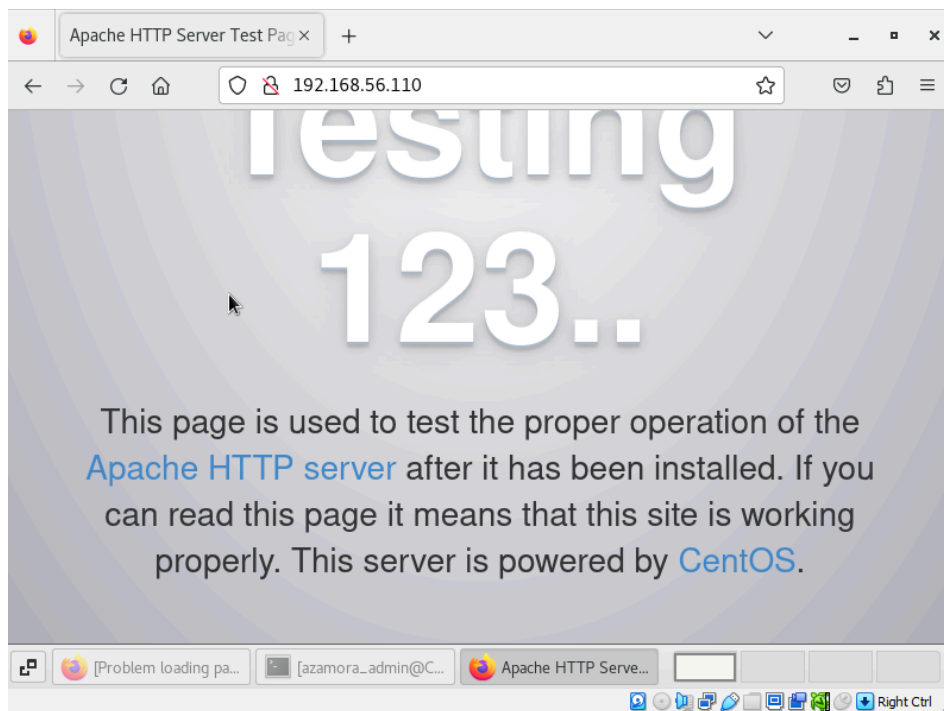 Apache HTTP Server Test Pag
192.168.56.110
Testing
123..
This page is used to test the proper operation of the
Apache HTTP server after it has been installed. If you
can read this page it means that this site is working
properly. This server is powered by CentOS.
[Problem loading pa...
[azamora_admin@C...
Apache HTTP Serve...
Right Ctrl